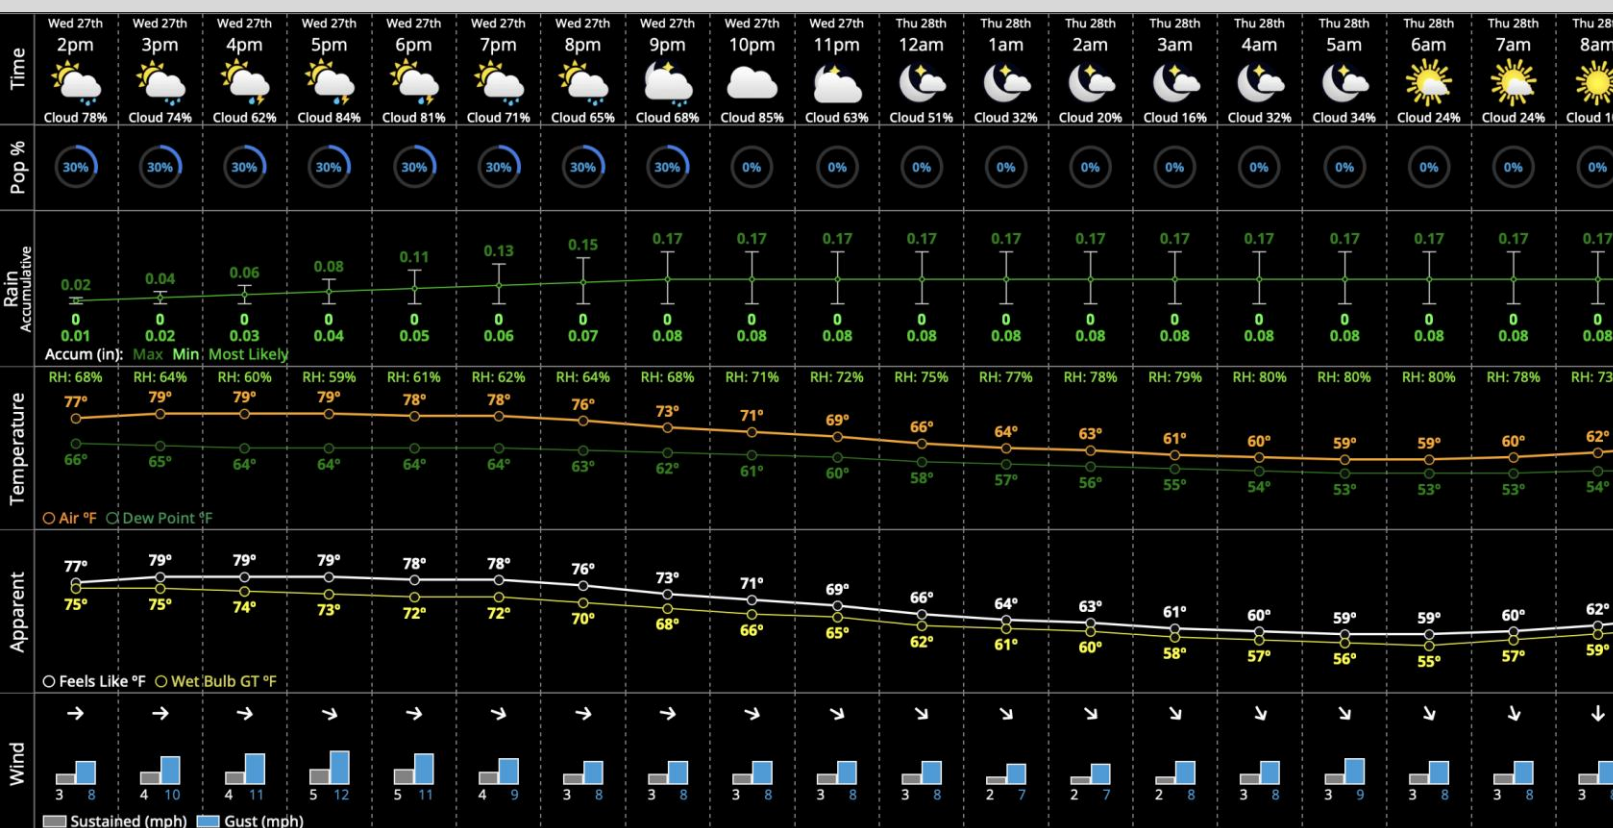 Wed 27th Wed 27th Wed 27th Wed 27th Wed 27th Wed 27th Wed 27th Wed 27th Wed 27th Wed 27th Thu 28th Thu 28th Thu 28th Thu 28th Thu 28th Thu 28th Thu 28th Thu 28th Thu 28
Time 2pm 3pm 4pm 5pm 6pm 7pm 8pm 9pm 10pm 11pm 12am 1am 2am 3am 4am 5am 6am 7am 8am
Cloud 78% Cloud 74% Cloud 62% Cloud 84% Cloud 81% Cloud 71% Cloud 65% Cloud 68% Cloud 85% Cloud 63% Cloud 51% Cloud 32% Cloud 20% Cloud 16% Cloud 32% Cloud 34% Cloud 24% Cloud 24% Cloud
Pop % 30% 30% 30% 30% 30% 30% 30% 30% 0% 0% 0% 0% 0% 0% 0% 0% 0% 0% 0%
Rain Accumulative
0.02 0.04 0.06 0.08 0.11 0.13 0.15 0.17 0.17 0.17 0.17 0.17 0.17 0.17 0.17 0.17 0.17 0.17 0.17
0 0 0 0 0 0 0 0 0 0 0 0 0 0 0 0 0 0 0
0.01 0.02 0.03 0.04 0.05 0.06 0.07 0.08 0.08 0.08 0.08 0.08 0.08 0.08 0.08 0.08 0.08 0.08 0.08
Accum (in): Max Min Most Likely
RH: 68% RH: 64% RH: 60% RH: 59% RH: 61% RH: 62% RH: 64% RH: 68% RH: 71% RH: 72% RH: 75% RH: 77% RH: 78% RH: 79% RH: 80% RH: 80% RH: 80% RH: 78% RH: 73
Temperature
77° 79° 79° 79° 78° 78° 76° 73° 71° 69° 66° 64° 63° 61° 60° 59° 59° 60° 62°
66° 65° 64° 64° 64° 64° 63° 62° 61° 60° 58° 57° 56° 55° 54° 53° 53° 53° 54°
Air ºF Dew Point ºF
Apparent
77° 79° 79° 79° 78° 78° 76° 73° 71° 69° 66° 64° 63° 61° 60° 59° 59° 60° 62°
75° 75° 74° 73° 72° 72° 70° 68° 66° 65° 62° 61° 60° 58° 57° 56° 55° 57° 59°
Feels Like ºF Wet Bulb GT ºF
Wind
3 8 4 10 4 11 5 12 5 11 4 9 3 8 3 8 3 8 3 8 3 8 2 7 2 7 2 8 3 8 3 9 3 8 3 8 3
Sustained (mph) Gust (mph)